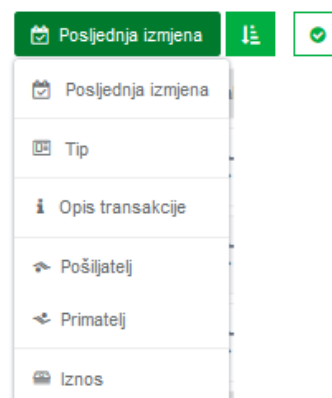 Posljednja izmjena
Posljednja izmjena
Tip
Opis transakcije
Pošiljatelj
Primatelj
Iznos